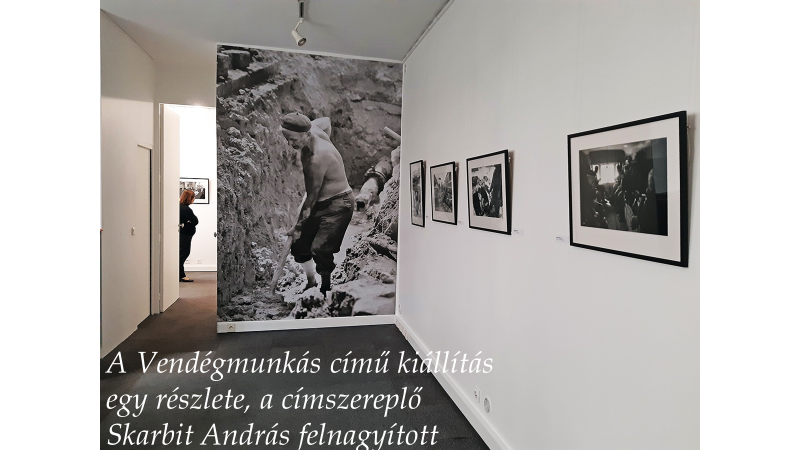 A Vendégmunkás című kiállítás
egy részlete, a címszereplő
Skarbit András felnagyított